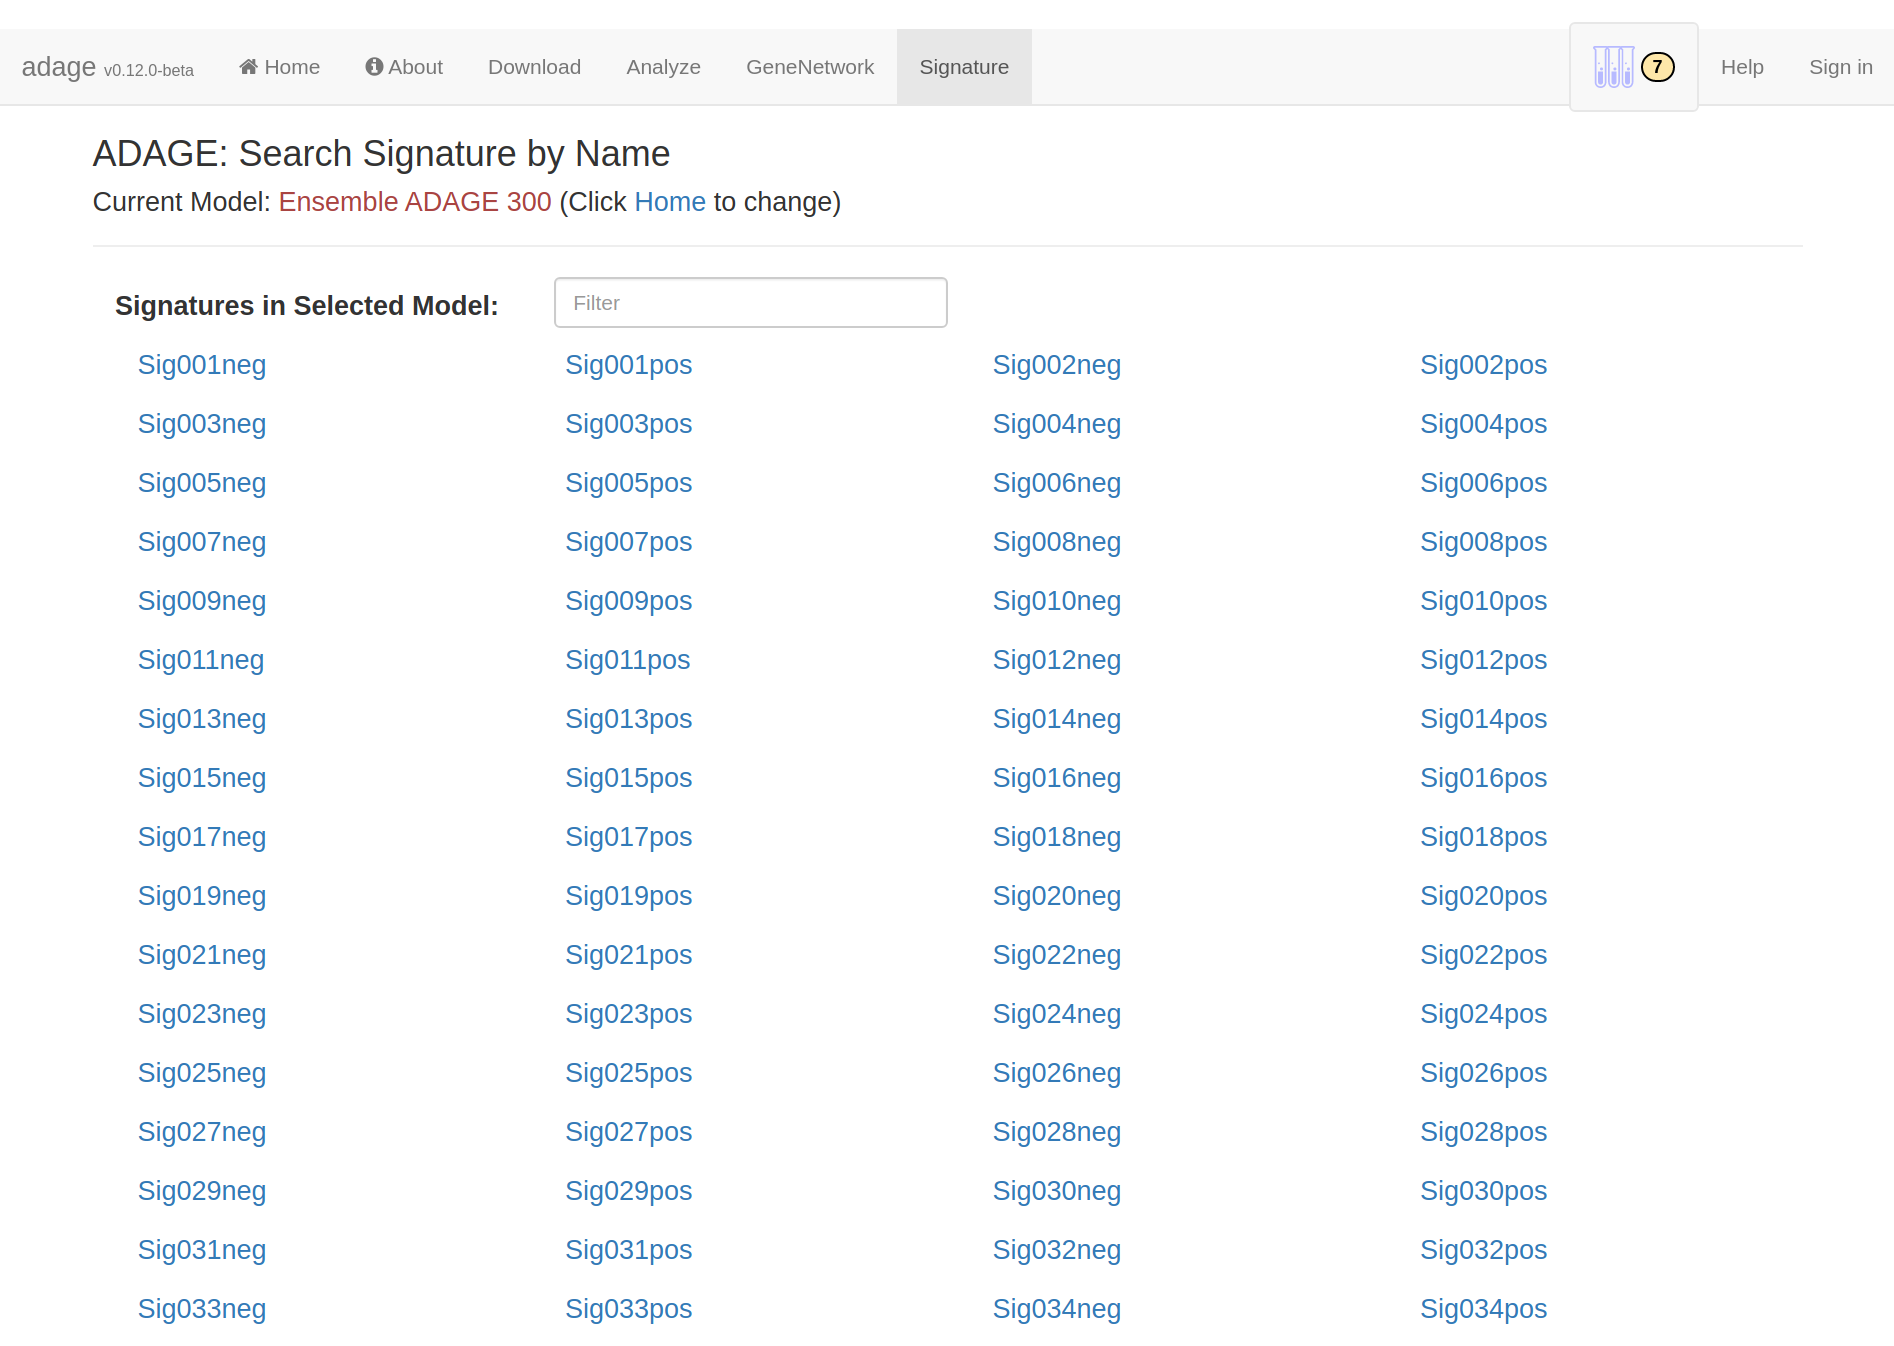 adage v0.12.0-beta Home About Download Analyze GeneNetwork Signature 7 Help Sign in
ADAGE: Search Signature by Name
Current Model: Ensemble ADAGE 300 (Click Home to change)
Signatures in Selected Model: Filter
Sig001neg Sig001pos Sig002neg Sig002pos
Sig003neg Sig003pos Sig004neg Sig004pos
Sig005neg Sig005pos Sig006neg Sig006pos
Sig007neg Sig007pos Sig008neg Sig008pos
Sig009neg Sig009pos Sig010neg Sig010pos
Sig011neg Sig011pos Sig012neg Sig012pos
Sig013neg Sig013pos Sig014neg Sig014pos
Sig015neg Sig015pos Sig016neg Sig016pos
Sig017neg Sig017pos Sig018neg Sig018pos
Sig019neg Sig019pos Sig020neg Sig020pos
Sig021neg Sig021pos Sig022neg Sig022pos
Sig023neg Sig023pos Sig024neg Sig024pos
Sig025neg Sig025pos Sig026neg Sig026pos
Sig027neg Sig027pos Sig028neg Sig028pos
Sig029neg Sig029pos Sig030neg Sig030pos
Sig031neg Sig031pos Sig032neg Sig032pos
Sig033neg Sig033pos Sig034neg Sig034pos